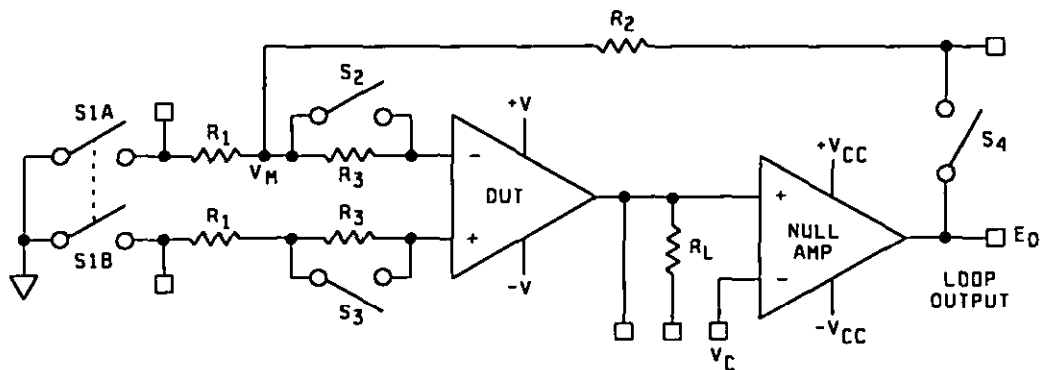 R2
S2
S1A
+V
R1
S4
+VCC
VM
R3
-
DUT
+
NULL
AMP
R1
R3
+
RL
-
E0
S1B
-V
LOOP
OUTPUT
S3
VC
-VCC